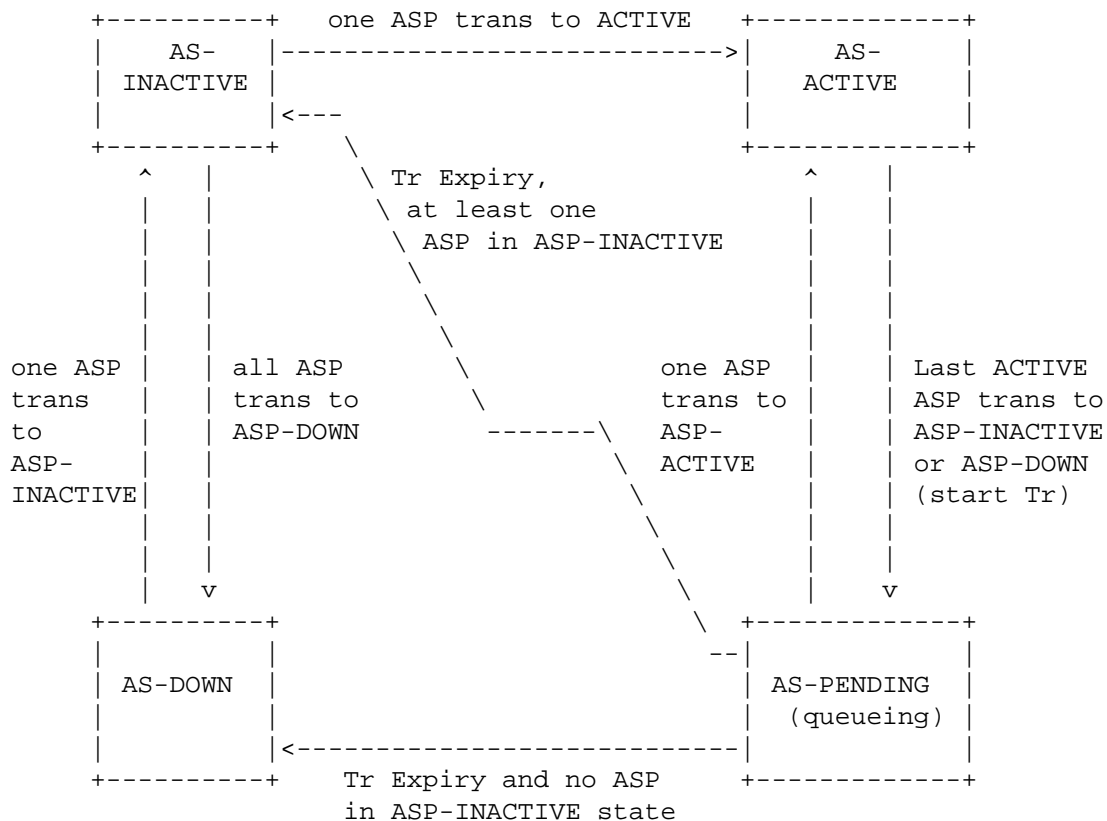 one ASP trans to ACTIVE
AS-
INACTIVE
AS-
ACTIVE
Tr Expiry,
at least one
ASP in ASP-INACTIVE
one ASP
trans
to
ASP-
INACTIVE
all ASP
trans to
ASP-DOWN
one ASP
trans to
ASP-
ACTIVE
Last ACTIVE
ASP trans to
ASP-INACTIVE
or ASP-DOWN
(start Tr)
AS-DOWN
AS-PENDING
(queueing)
Tr Expiry and no ASP
in ASP-INACTIVE state